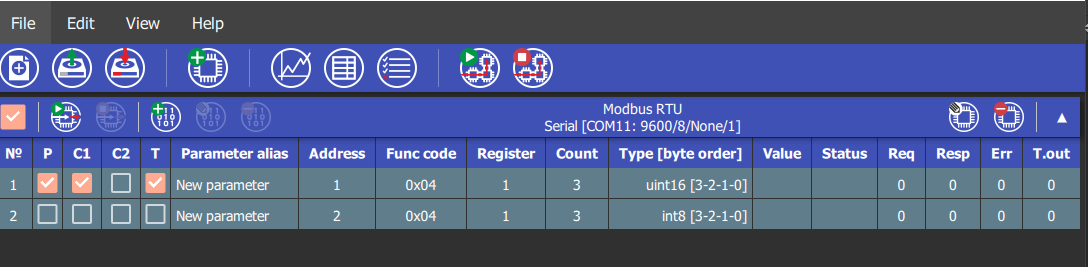 File Edit View Help
Modbus RTU
Serial [COM11: 9600/8/None/1]
Nº P C1 C2 T Parameter alias Address Func code Register Count Type [byte order] Value Status Req Resp Err T.out
1 New parameter 1 0x04 1 3 uint16 [3-2-1-0] 0 0 0 0
2 New parameter 2 0x04 1 3 int8 [3-2-1-0] 0 0 0 0